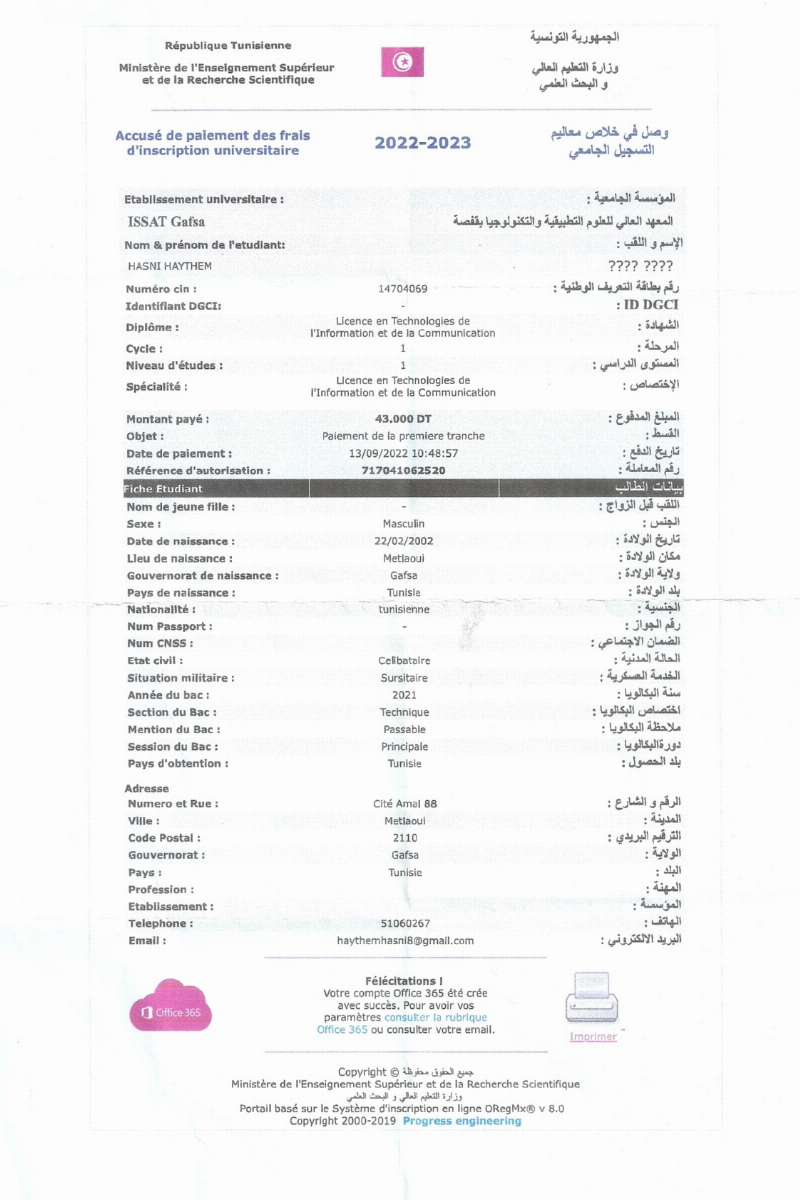 République Tunisienne
Ministère de l'Enseignement Supérieur
et de la Recherche Scientifique
الجمهورية التونسية
وزارة التعليم العالي
و البحث العلمي
Accusé de paiement des frais
d'inscription universitaire
2022-2023
وصل في خلاص معاليم
التسجيل الجامعي
Etablissement universitaire : المؤسسة الجامعية :
ISSAT Gafsa المعهد العالي للعلوم التطبيقية والتكنولوجيا بقفصة
Nom & prénom de l'etudiant: الإسم و اللقب :
HASNI HAYTHEM ???? ????
Numéro cin : 14704069 رقم بطاقة التعريف الوطنية :
Identifiant DGCI: - : ID DGCI
Diplôme : Licence en Technologies de
l'Information et de la Communication الشهادة :
Cycle : 1 المرحلة :
Niveau d'études : 1 المستوى الدراسي :
Spécialité : Licence en Technologies de
l'Information et de la Communication الإختصاص :
Montant payé : 43.000 DT المبلغ المدفوع :
Objet : Paiement de la premiere tranche القسط :
Date de paiement : 13/09/2022 10:48:57 تاريخ الدفع :
Référence d'autorisation : 717041062520 رقم المعاملة :
Fiche Etudiant بيانات الطالب
Nom de jeune fille : - اللقب قبل الزواج :
Sexe : Masculin الجنس :
Date de naissance : 22/02/2002 تاريخ الولادة :
Lieu de naissance : Metlaoui مكان الولادة :
Gouvernorat de naissance : Gafsa ولاية الولادة :
Pays de naissance : Tunisie بلد الولادة :
Nationalité : tunisienne الجنسية :
Num Passport : - رقم الجواز :
Num CNSS : الضمان الاجتماعي :
Etat civil : Celibataire الحالة المدنية :
Situation militaire : Sursitaire الخدمة العسكرية :
Année du bac : 2021 سنة البكالويا :
Section du Bac : Technique اختصاص البكالويا :
Mention du Bac : Passable ملاحظة البكالويا :
Session du Bac : Principale دورةالبكالويا :
Pays d'obtention : Tunisie بلد الحصول :
Adresse
Numero et Rue : Cité Amal 88 الرقم و الشارع :
Ville : Metlaoui المدينة :
Code Postal : 2110 الترقيم البريدي :
Gouvernorat : Gafsa الولاية :
Pays : Tunisie البلد :
Profession : المهنة :
Etablissement : المؤسسة :
Telephone : 51060267 الهاتف :
Email : haythemhasni8@gmail.com البريد الالكتروني :
Office 365
Félécitations !
Votre compte Office 365 été crée
avec succès. Pour avoir vos
paramètres consulter la rubrique
Office 365 ou consulter votre email.
Imprimer
Copyright © جميع الحقوق محفوظة
Ministère de l'Enseignement Supérieur et de la Recherche Scientifique
وزارة التعليم العالي و البحث العلمي
Portail basé sur le Système d'inscription en ligne ORegMx® v 8.0
Copyright 2000-2019 Progress engineering